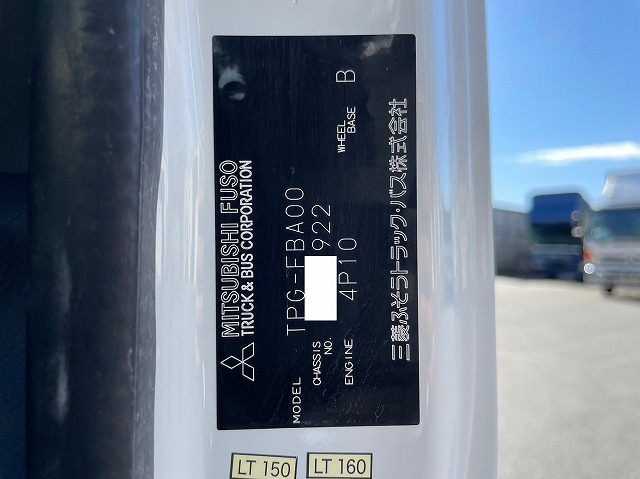 MITSUBISHI FUSO
TRUCK & BUS CORPORATION
MODEL TPG-FBA00
CHASSIS NO. 922
ENGINE 4P10 WHEEL BASE B
三菱ふそうトラック・バス株式会社
LT 150
LT 160